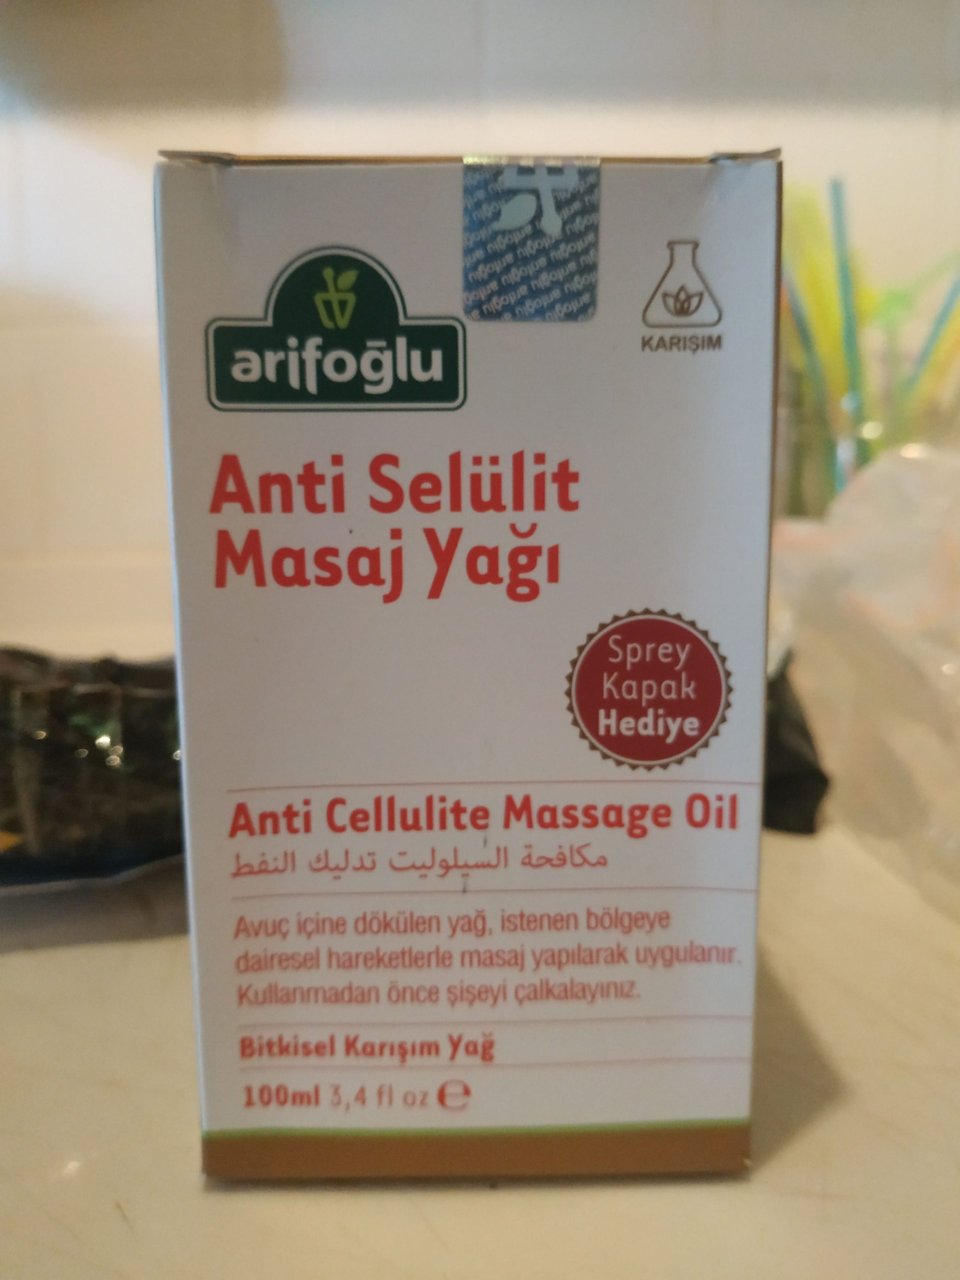 arifoğlu
KARIŞIM
Anti Selülit
Masaj Yağı
Sprey
Kapak
Hediye
Anti Cellulite Massage Oil
مكافحة السيلوليت تدليك النفط
Avuç içine dökülen yağ, istenen bölgeye
dairesel hareketlerle masaj yapılarak uygulanır.
Kullanmadan önce şişeyi çalkalayınız.
Bitkisel Karışım Yağ
100ml 3,4 fl oz ℮